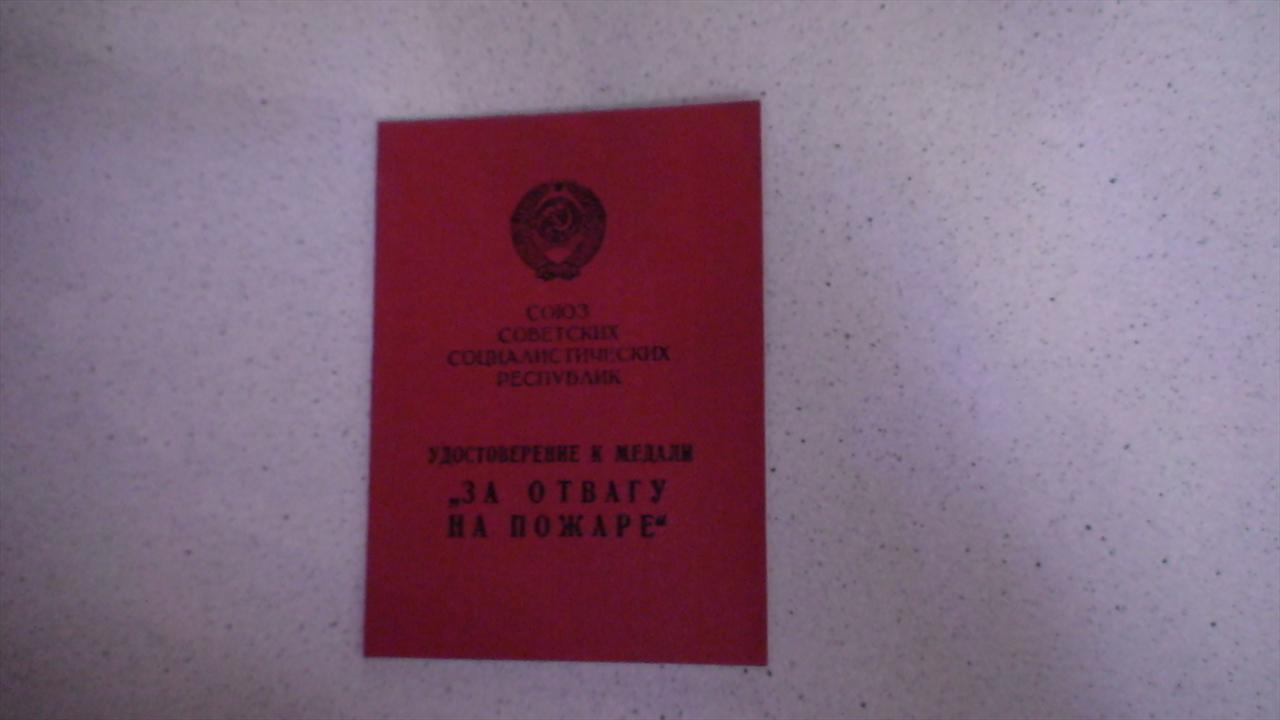 СОЮЗ
СОВЕТСКИХ
СОЦИАЛИСТИЧЕСКИХ
РЕСПУБЛИК
УДОСТОВЕРЕНИЕ К МЕДАЛИ
„ЗА ОТВАГУ
НА ПОЖАРЕ“